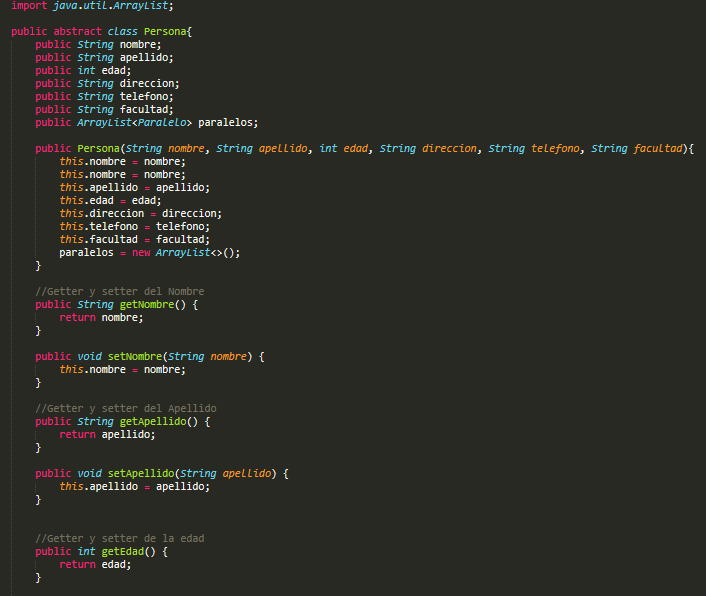 import java.util.ArrayList;
public abstract class Persona{
public String nombre;
public String apellido;
public int edad;
public String direccion;
public String telefono;
public String facultad;
public ArrayList<Paralelo> paralelos;
public Persona(String nombre, String apellido, int edad, String direccion, String telefono, String facultad){
this.nombre = nombre;
this.nombre = nombre;
this.apellido = apellido;
this.edad = edad;
this.direccion = direccion;
this.telefono = telefono;
this.facultad = facultad;
paralelos = new ArrayList<>();
}
//Getter y setter del Nombre
public String getNombre() {
return nombre;
}
public void setNombre(String nombre) {
this.nombre = nombre;
}
//Getter y setter del Apellido
public String getApellido() {
return apellido;
}
public void setApellido(String apellido) {
this.apellido = apellido;
}
//Getter y setter de la edad
public int getEdad() {
return edad;
}